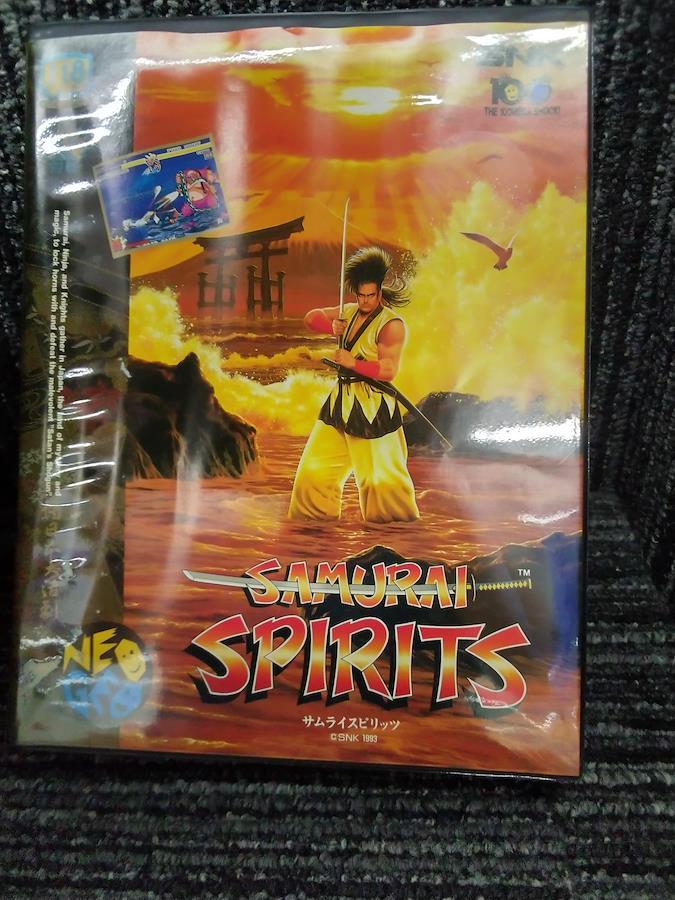 118
SNK
100
THE 100MEGA SHOCK!
Samurai, Ninja, and Knights gather in Japan, the land of mystery and
magic, to lock horns with and defeat the malevolent "Satan's Shogun".
SAMURAI
TM
SPIRITS
サムライスピリッツ
©SNK 1993
NEO
GEO